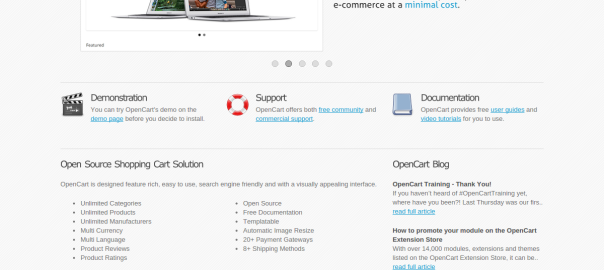 e-commerce at a minimal cost.
Featured
Demonstration
You can try OpenCart's demo on the
demo page before you decide to install.
Support
OpenCart offers both free community and
commercial support.
Documentation
OpenCart provides free user guides and
video tutorials for you to use.
Open Source Shopping Cart Solution
OpenCart is designed feature rich, easy to use, search engine friendly and with a visually appealing interface.
Unlimited Categories
Unlimited Products
Unlimited Manufacturers
Multi Currency
Multi Language
Product Reviews
Product Ratings
Open Source
Free Documentation
Templatable
Automatic Image Resize
20+ Payment Gateways
8+ Shipping Methods
OpenCart Blog
OpenCart Training - Thank You!
If you haven't heard of #OpenCartTraining yet,
where have you been?! Last Thursday was our firs..
read full article
How to promote your module on the OpenCart
Extension Store
With over 14,000 modules, extensions and themes
listed on the OpenCart Extension Store, it can be..
read full article